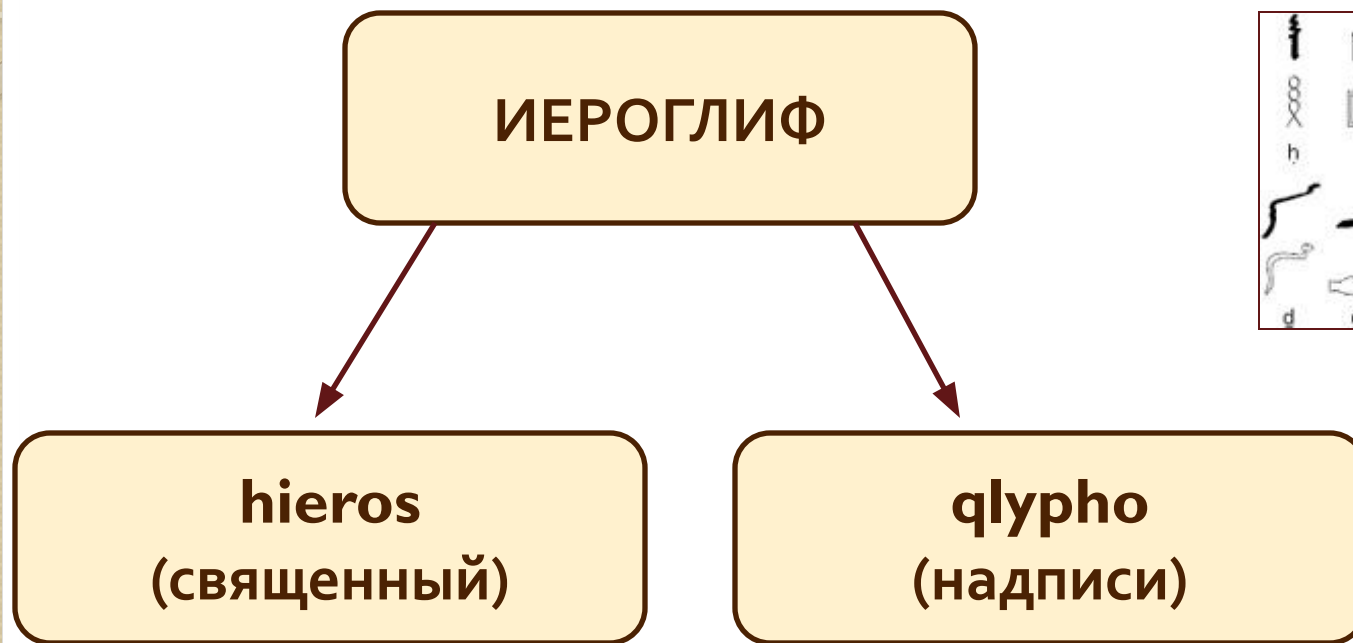 ИЕРОГЛИФ
ḥ
d
hieros
(священный)
qlypho
(надписи)